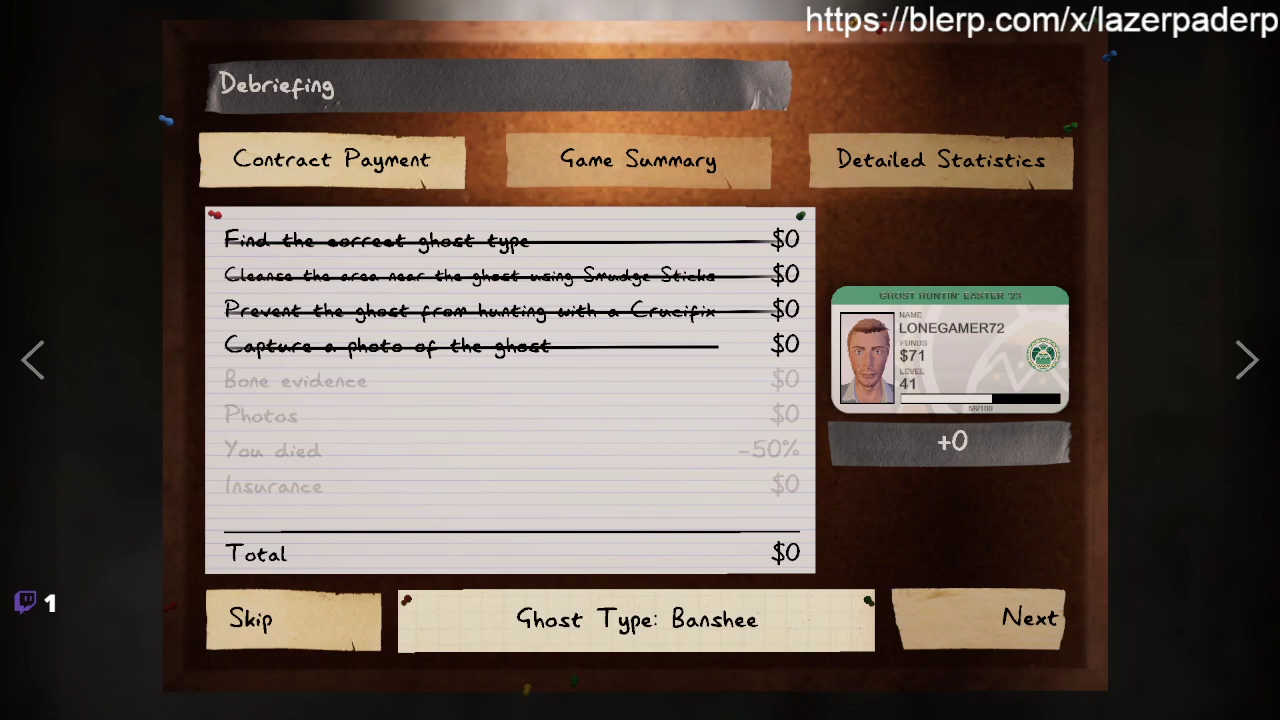 https://blerp.com/x/lazerpaderp
Debriefing
Contract Payment
Game Summary
Detailed Statistics
Find the correct ghost type $0
Cleanse the area near the ghost using Smudge Sticks $0
Prevent the ghost from hunting with a Crucifix $0
Capture a photo of the ghost $0
Bone evidence $0
Photos $0
You died -50%
Insurance $0
Total $0
GHOST HUNTIN' EASTER '23
NAME
LONEGAMER72
FUNDS
$71
LEVEL
41
58/100
+0
1
Skip
Ghost Type: Banshee
Next